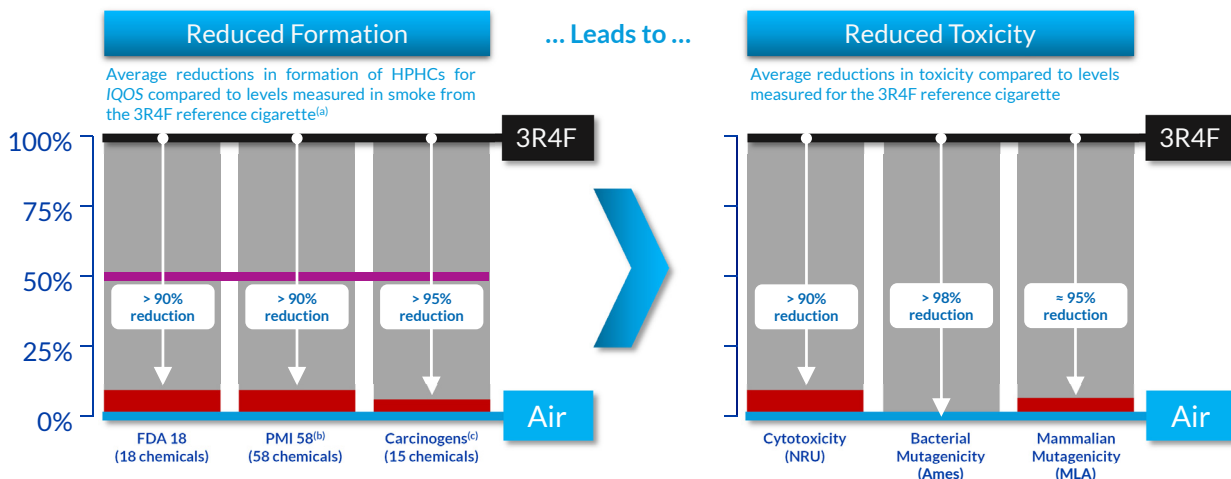 Reduced Formation
... Leads to ...
Reduced Toxicity
Average reductions in formation of HPHCs for
IQOS compared to levels measured in smoke from
the 3R4F reference cigarette(a)
Average reductions in toxicity compared to levels
measured for the 3R4F reference cigarette
100%
75%
50%
25%
0%
3R4F
> 90%
reduction
> 90%
reduction
> 95%
reduction
Air
FDA 18
(18 chemicals)
PMI 58(b)
(58 chemicals)
Carcinogens(c)
(15 chemicals)
3R4F
> 90%
reduction
> 98%
reduction
≈ 95%
reduction
Air
Cytotoxicity
(NRU)
Bacterial
Mutagenicity
(Ames)
Mammalian
Mutagenicity
(MLA)